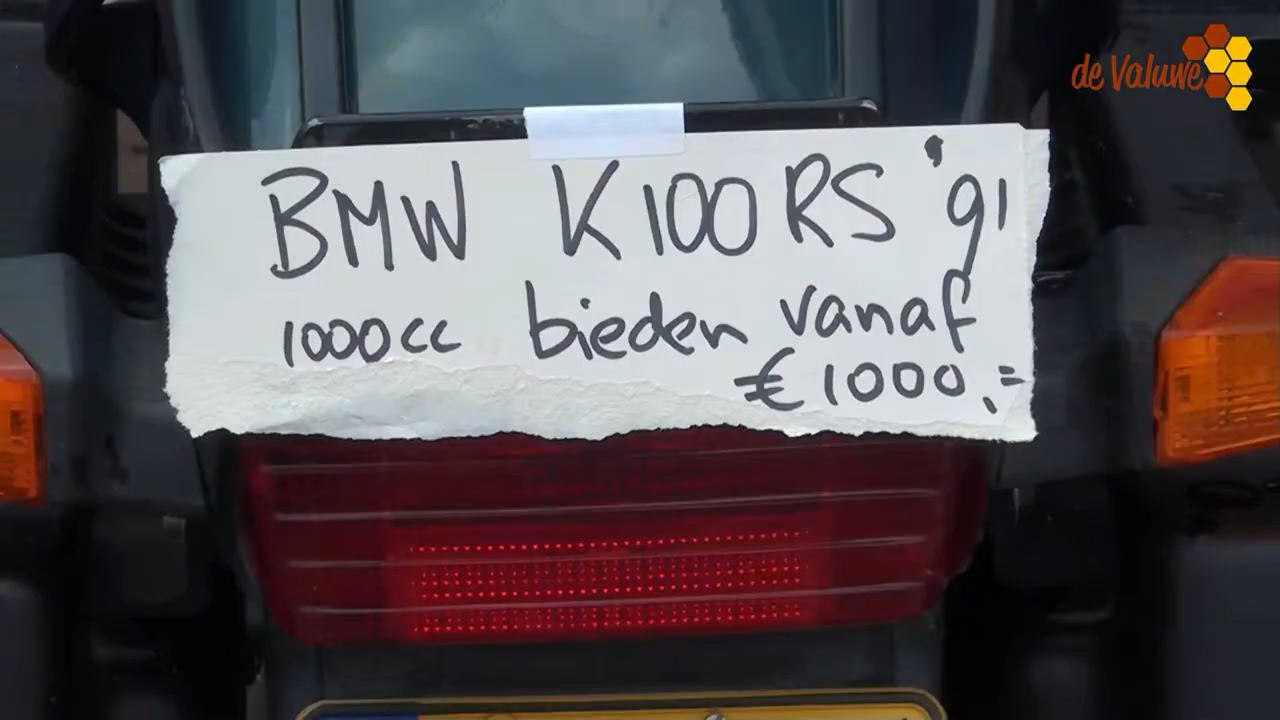 de Valuwe
BMW K100RS '91
1000cc bieden vanaf
€1000,=